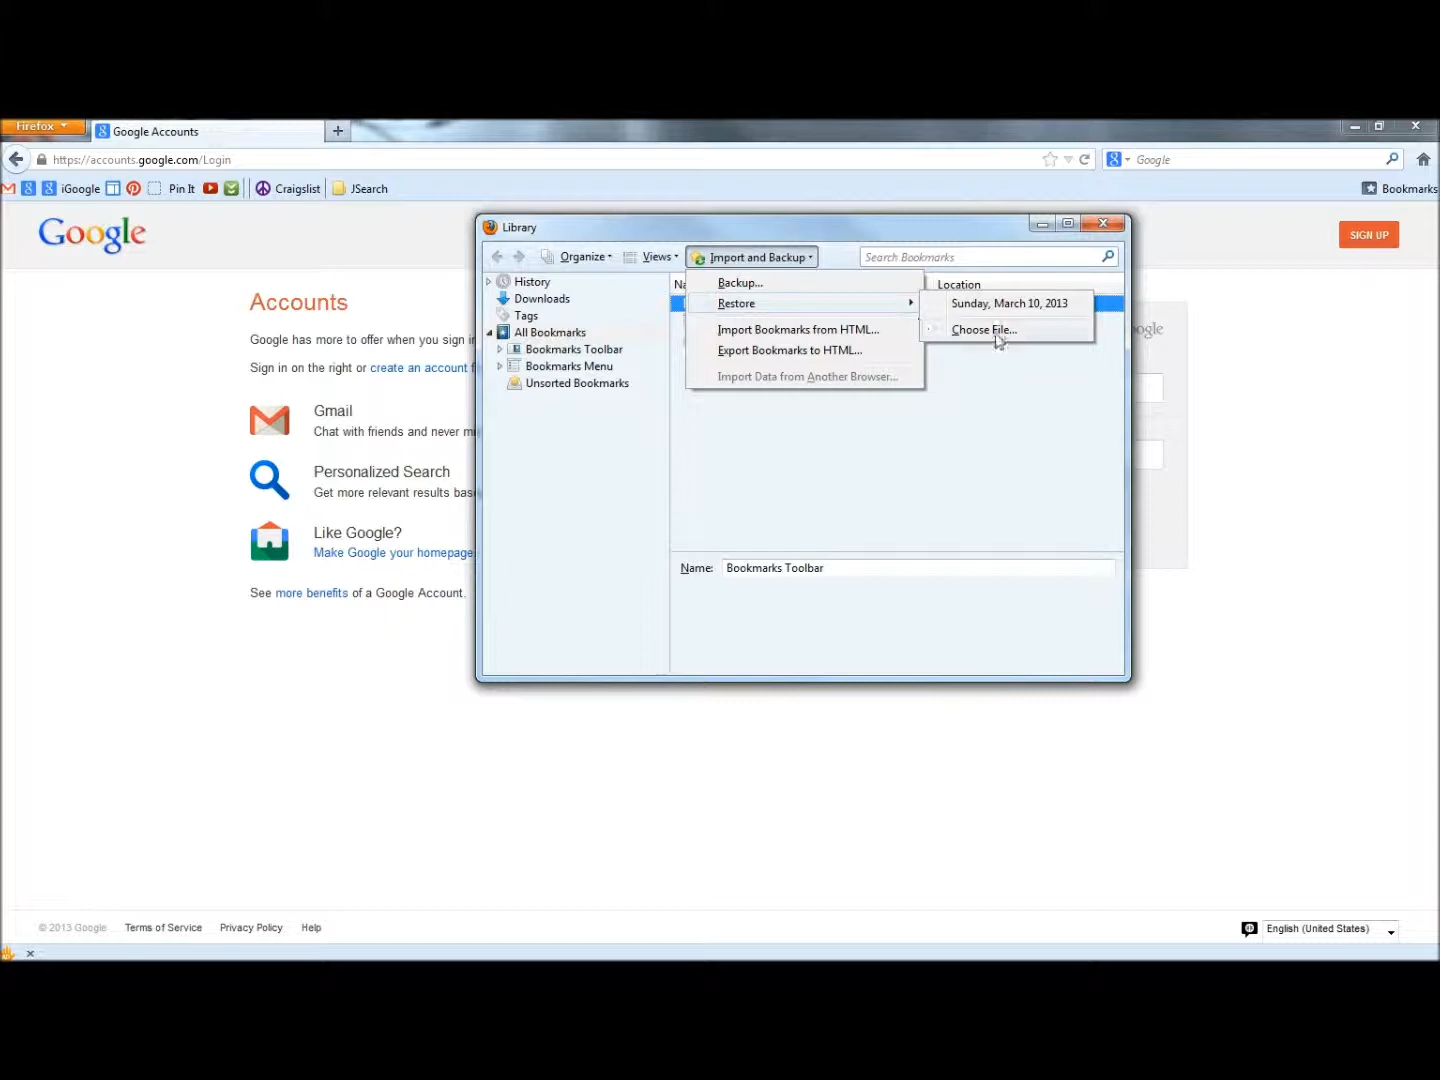 Firefox
Google Accounts
https://accounts.google.com/Login
Google
iGoogle
Pin It
Craigslist
JSearch
Bookmarks
Google
SIGN UP
Library
Organize
Views
Import and Backup
Search Bookmarks
Location
Backup...
Restore
Import Bookmarks from HTML...
Export Bookmarks to HTML...
Import Data from Another Browser...
Sunday, March 10, 2013
Choose File...
History
Downloads
Tags
All Bookmarks
Bookmarks Toolbar
Bookmarks Menu
Unsorted Bookmarks
Name: Bookmarks Toolbar
Accounts
Google has more to offer when you sign in
Sign in on the right or create an account f
Gmail
Chat with friends and never m
Personalized Search
Get more relevant results bas
Like Google?
Make Google your homepage
See more benefits of a Google Account.
© 2013 Google Terms of Service Privacy Policy Help
English (United States)